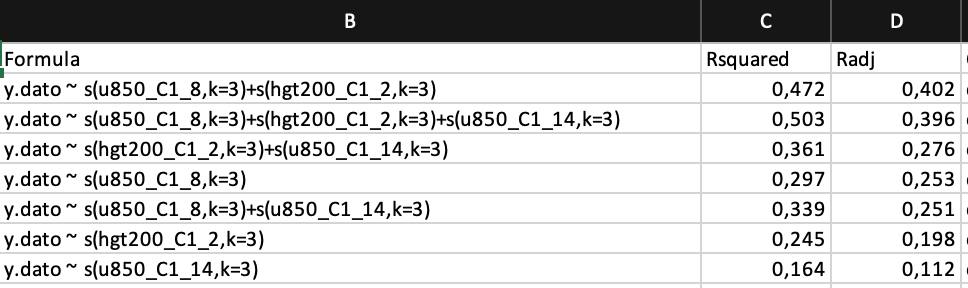 B C D
Formula Rsquared Radj
y.dato ~ s(u850_C1_8,k=3)+s(hgt200_C1_2,k=3) 0,472 0,402
y.dato ~ s(u850_C1_8,k=3)+s(hgt200_C1_2,k=3)+s(u850_C1_14,k=3) 0,503 0,396
y.dato ~ s(hgt200_C1_2,k=3)+s(u850_C1_14,k=3) 0,361 0,276
y.dato ~ s(u850_C1_8,k=3) 0,297 0,253
y.dato ~ s(u850_C1_8,k=3)+s(u850_C1_14,k=3) 0,339 0,251
y.dato ~ s(hgt200_C1_2,k=3) 0,245 0,198
y.dato ~ s(u850_C1_14,k=3) 0,164 0,112